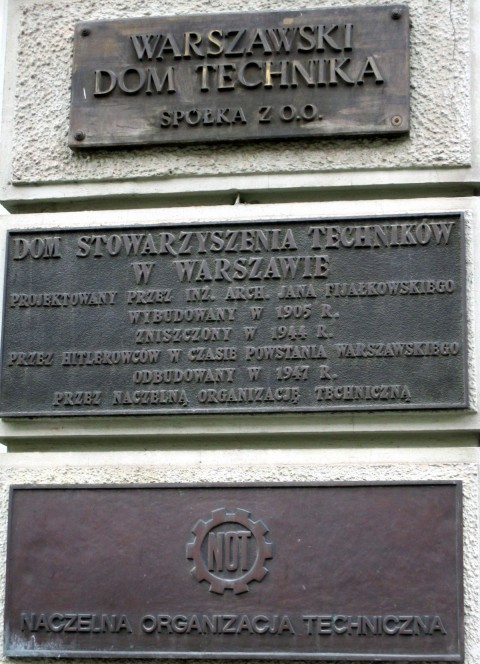 WARSZAWSKI
DOM TECHNIKA
SPÓŁKA Z O.O.
DOM STOWARZYSZENIA TECHNIKÓW
W WARSZAWIE
PROJEKTOWANY PRZEZ INŻ. ARCH. JANA FIJAŁKOWSKIEGO
WYBUDOWANY W 1905 R.
ZNISZCZONY W 1944 R.
PRZEZ HITLEROWCÓW W CZASIE POWSTANIA WARSZAWSKIEGO
ODBUDOWANY W 1947 R.
PRZEZ NACZELNĄ ORGANIZACJĘ TECHNICZNĄ
NOT
NACZELNA ORGANIZACJA TECHNICZNA